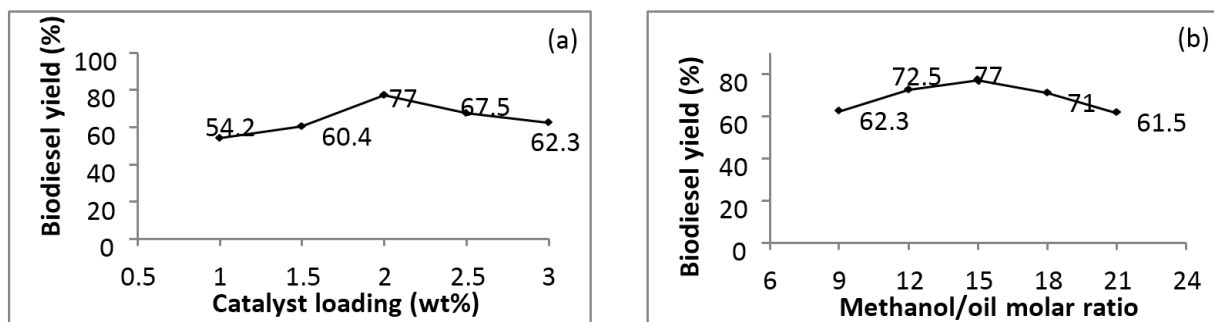 (a)
Biodiesel yield (%)
100
80
60
40
20
0
54.2
60.4
77
67.5
62.3
0.5 1 1.5 2 2.5 3
Catalyst loading (wt%)
(b)
Biodiesel yield (%)
80
60
40
20
0
62.3
72.5
77
71
61.5
6 9 12 15 18 21 24
Methanol/oil molar ratio